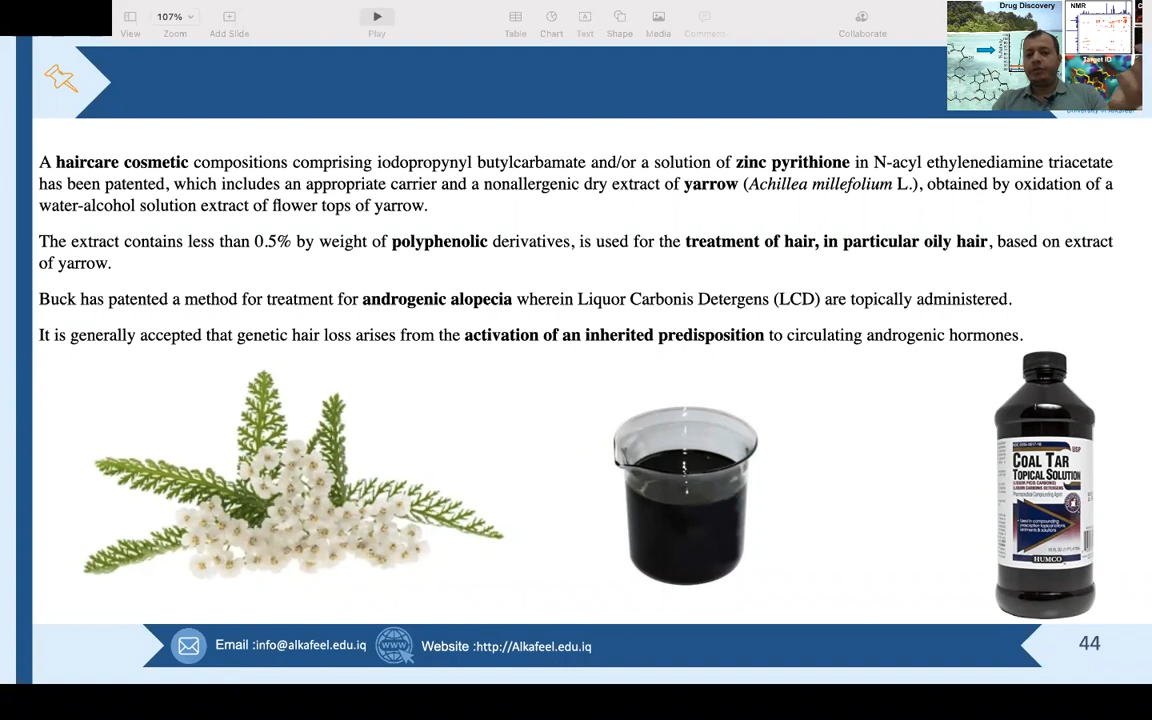 107%
View
Zoom
Add Slide
Play
Table
Chart
Text
Shape
Media
Comment
Collaborate
Drug Discovery
NMR
Target ID
A haircare cosmetic compositions comprising iodopropynyl butylcarbamate and/or a solution of zinc pyrithione in N-acyl ethylenediamine triacetate
has been patented, which includes an appropriate carrier and a nonallergenic dry extract of yarrow (Achillea millefolium L.), obtained by oxidation of a
water-alcohol solution extract of flower tops of yarrow.
The extract contains less than 0.5% by weight of polyphenolic derivatives, is used for the treatment of hair, in particular oily hair, based on extract
of yarrow.
Buck has patented a method for treatment for androgenic alopecia wherein Liquor Carbonis Detergens (LCD) are topically administered.
It is generally accepted that genetic hair loss arises from the activation of an inherited predisposition to circulating androgenic hormones.
USP
COAL TAR
TOPICAL SOLUTION
HUMCO
Email :info@alkafeel.edu.iq
www
Website :http://Alkafeel.edu.iq
44